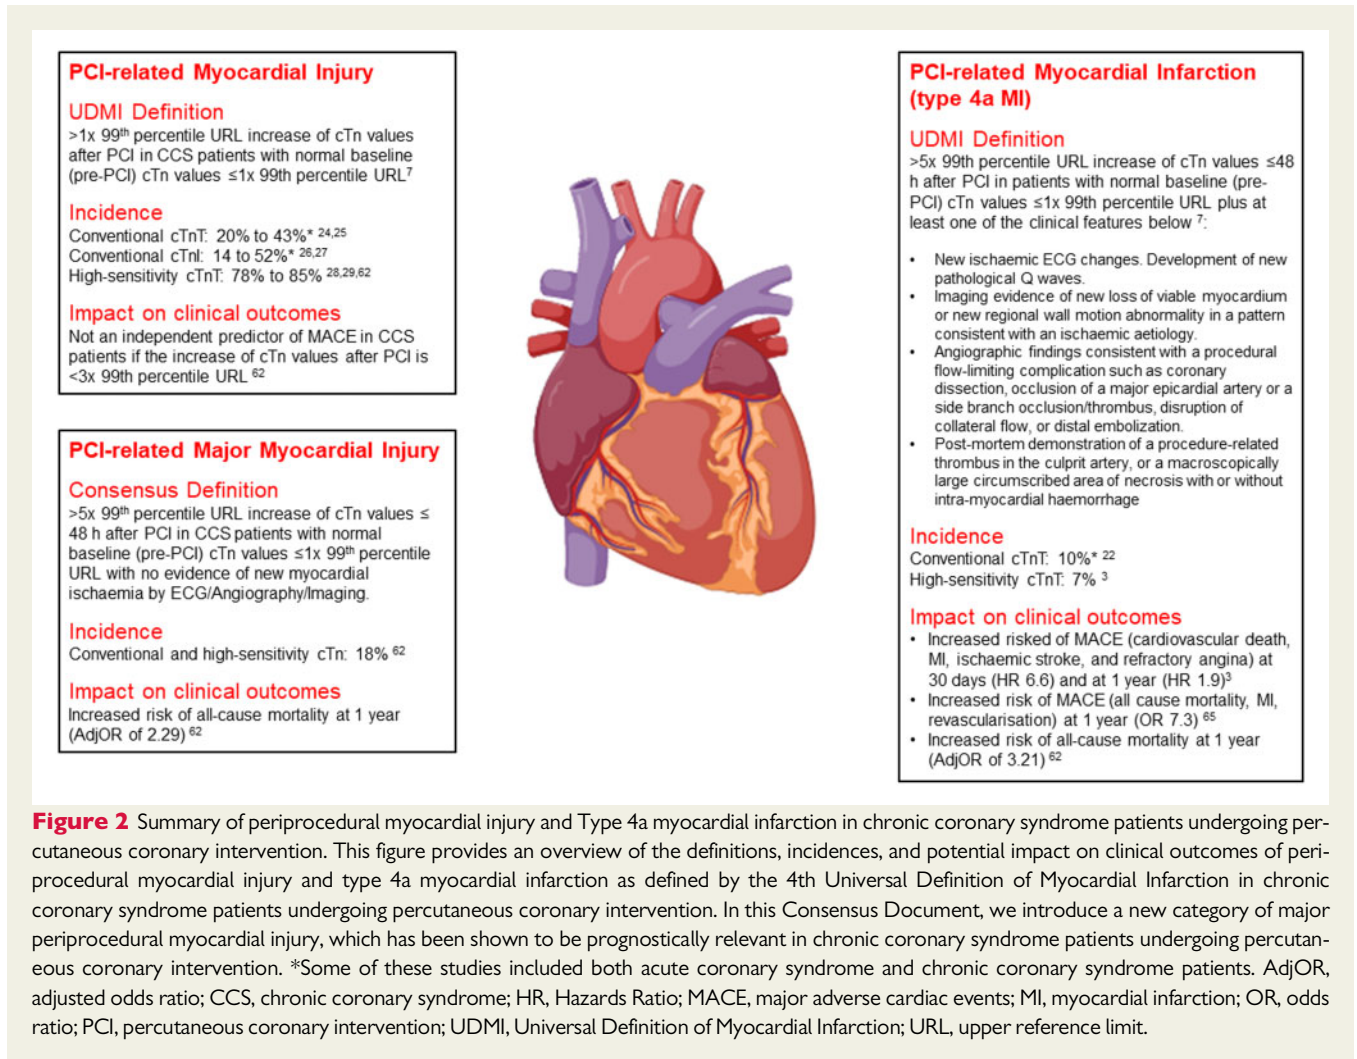 PCI-related Myocardial Injury
UDMI Definition
>1x 99th percentile URL increase of cTn values
after PCI in CCS patients with normal baseline
(pre-PCI) cTn values ≤1x 99th percentile URL7
Incidence
Conventional cTnT: 20% to 43%* 24,25
Conventional cTnI: 14 to 52%* 26,27
High-sensitivity cTnT: 78% to 85% 28,29,62
Impact on clinical outcomes
Not an independent predictor of MACE in CCS
patients if the increase of cTn values after PCI is
<3x 99th percentile URL 62
PCI-related Major Myocardial Injury
Consensus Definition
>5x 99th percentile URL increase of cTn values ≤
48 h after PCI in CCS patients with normal
baseline (pre-PCI) cTn values ≤1x 99th percentile
URL with no evidence of new myocardial
ischaemia by ECG/Angiography/Imaging.
Incidence
Conventional and high-sensitivity cTn: 18% 62
Impact on clinical outcomes
Increased risk of all-cause mortality at 1 year
(AdjOR of 2.29) 62
PCI-related Myocardial Infarction
(type 4a MI)
UDMI Definition
>5x 99th percentile URL increase of cTn values ≤48
h after PCI in patients with normal baseline (pre-
PCI) cTn values ≤1x 99th percentile URL plus at
least one of the clinical features below 7:
• New ischaemic ECG changes. Development of new
pathological Q waves.
• Imaging evidence of new loss of viable myocardium
or new regional wall motion abnormality in a pattern
consistent with an ischaemic aetiology.
• Angiographic findings consistent with a procedural
flow-limiting complication such as coronary
dissection, occlusion of a major epicardial artery or a
side branch occlusion/thrombus, disruption of
collateral flow, or distal embolization.
• Post-mortem demonstration of a procedure-related
thrombus in the culprit artery, or a macroscopically
large circumscribed area of necrosis with or without
intra-myocardial haemorrhage
Incidence
Conventional cTnT: 10%* 22
High-sensitivity cTnT: 7% 3
Impact on clinical outcomes
• Increased risked of MACE (cardiovascular death,
MI, ischaemic stroke, and refractory angina) at
30 days (HR 6.6) and at 1 year (HR 1.9)3
• Increased risk of MACE (all cause mortality, MI,
revascularisation) at 1 year (OR 7.3) 65
• Increased risk of all-cause mortality at 1 year
(AdjOR of 3.21) 62
Figure 2 Summary of periprocedural myocardial injury and Type 4a myocardial infarction in chronic coronary syndrome patients undergoing per-
cutaneous coronary intervention. This figure provides an overview of the definitions, incidences, and potential impact on clinical outcomes of peri-
procedural myocardial injury and type 4a myocardial infarction as defined by the 4th Universal Definition of Myocardial Infarction in chronic
coronary syndrome patients undergoing percutaneous coronary intervention. In this Consensus Document, we introduce a new category of major
periprocedural myocardial injury, which has been shown to be prognostically relevant in chronic coronary syndrome patients undergoing percutan-
eous coronary intervention. *Some of these studies included both acute coronary syndrome and chronic coronary syndrome patients. AdjOR,
adjusted odds ratio; CCS, chronic coronary syndrome; HR, Hazards Ratio; MACE, major adverse cardiac events; MI, myocardial infarction; OR, odds
ratio; PCI, percutaneous coronary intervention; UDMI, Universal Definition of Myocardial Infarction; URL, upper reference limit.